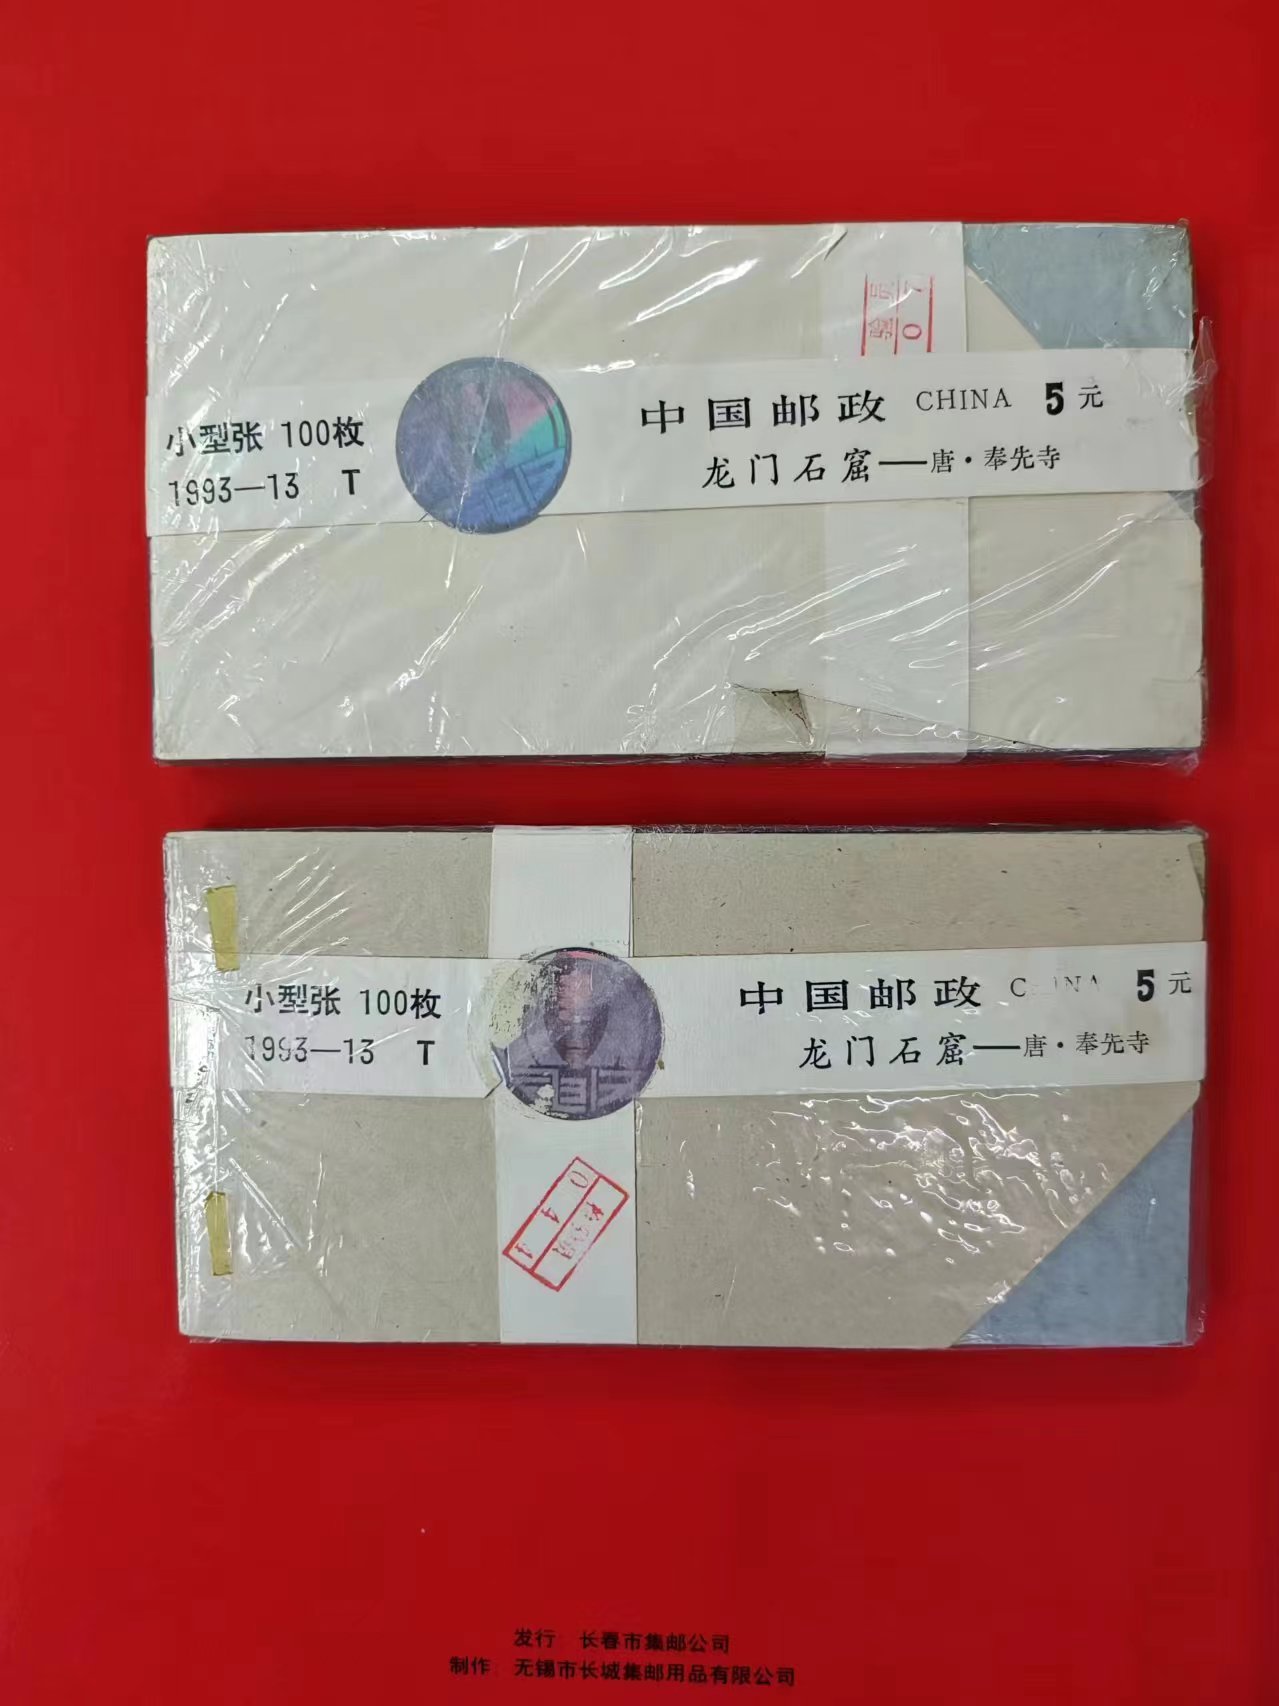 小型张 100枚
1993—13 T
中国邮政 CHINA 5元
龙门石窟——唐·奉先寺
小型张 100枚
1993—13 T
中国邮政 CHINA 5元
龙门石窟——唐·奉先寺
044
发行 长春市集邮公司
制作 无锡市长城集邮用品有限公司